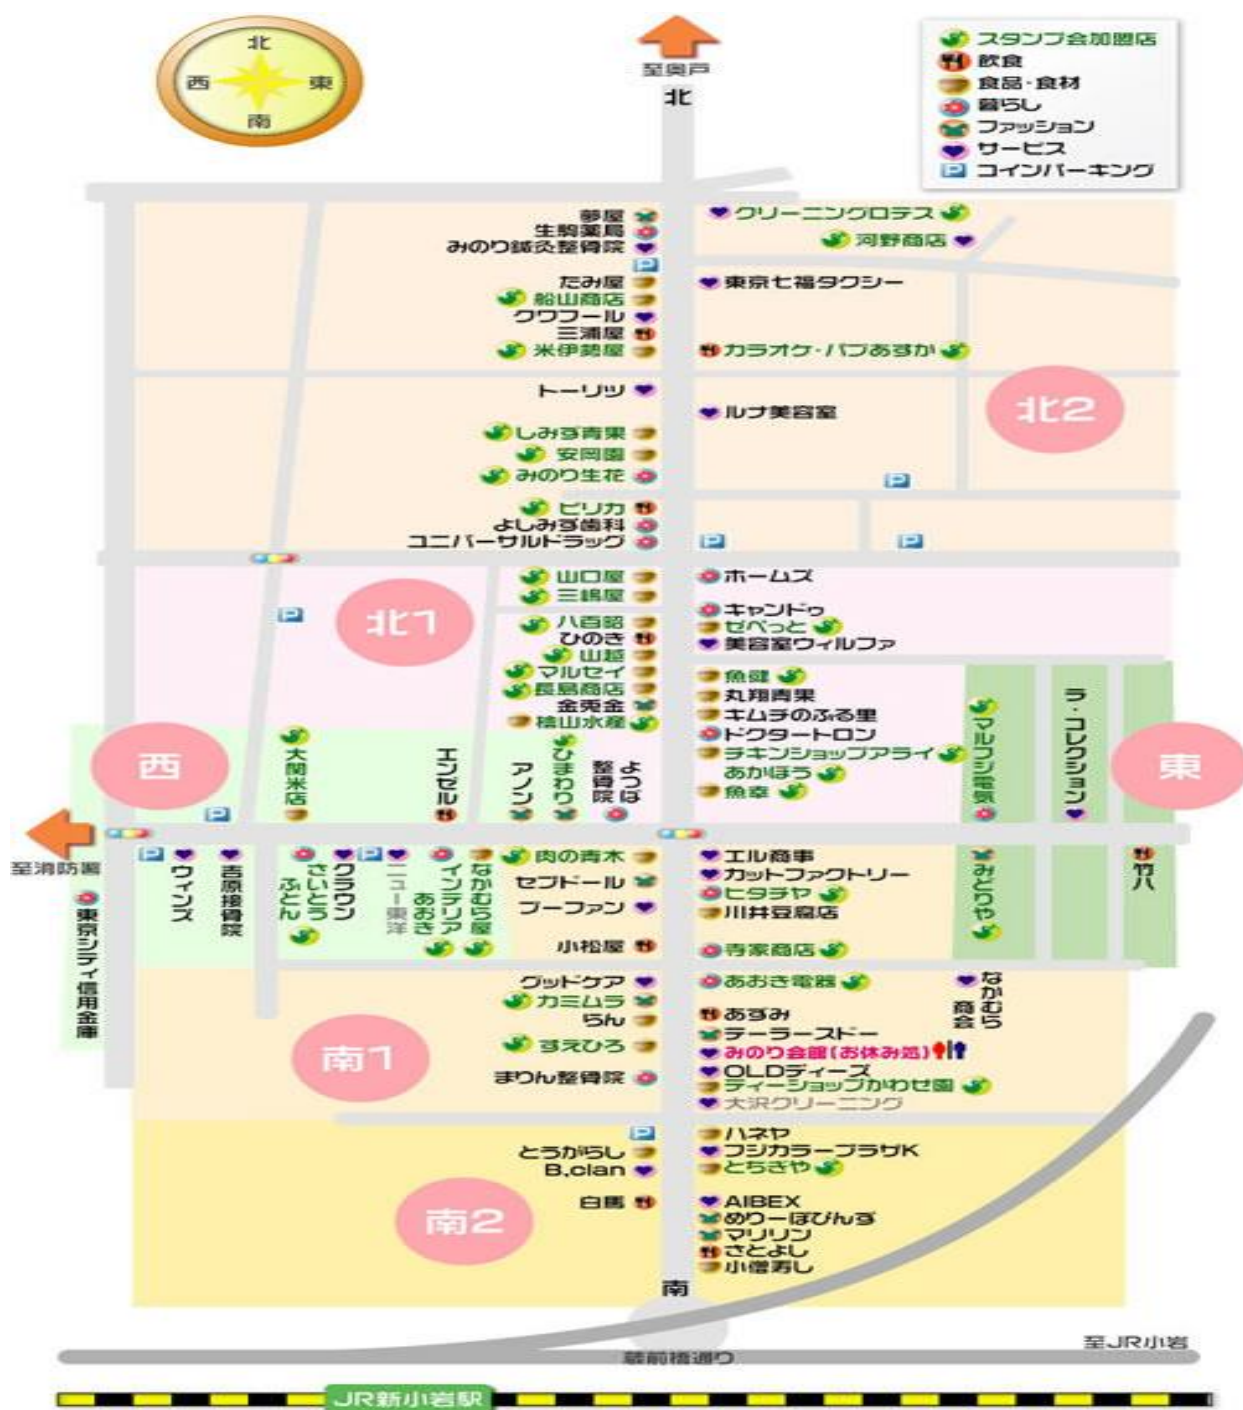 北
西
東
南
至奥戸
北
スタンプ会加盟店
飲食
食品・食材
暮らし
ファッション
サービス
P コインパーキング
夢屋
生駒薬局
みのり鍼灸整骨院
P
たみ屋
船山商店
クワフール
三浦屋
米伊勢屋
トーリツ
しみず青果
安岡園
みのり生花
ピリカ
よしみず歯科
ユニバーサルドラッグ
クリーニングロテス
河野商店
東京七福タクシー
カラオケ・パブあすか
ルナ美容室
北2
P
P
P
北1
P
山口屋
三嶋屋
八百昭
ひのき
山越
マルセイ
長島商店
金兎金
桧山水産
ホームズ
キャンドゥ
ぜぺっと
美容室ウィルファ
魚健
丸翔青果
キムチのふる里
ドクタートロン
チキンショップアライ
あかぼう
魚幸
マルフジ電気
ラ・コレクション
東
西
P
大関米店
エンゼル
アノン
ひまわり
よつば
整骨院
至消防署
東京シティ信用金庫
P
ウィンズ
吉原接骨院
さいとう
ふとん
クラウン
P
ニュー東洋
インテリア
あおき
なかむら屋
肉の青木
セブドール
ブーファン
小松屋
エル商事
カットファクトリー
ヒタチヤ
川井豆腐店
寺家商店
みどりや
竹八
南1
グッドケア
カミムラ
らん
すえひろ
まりん整骨院
あおき電器
あずみ
テーラースドー
みのり会館(お休み処)
OLDディーズ
ティーショップかわせ園
大沢クリーニング
なかむら
商会
南2
P
とうがらし
B,clan
白馬
ハネヤ
フジカラープラザK
とちぎや
AIBEX
めりーぽぴんず
マリリン
さとよし
小僧寿し
南
蔵前橋通り
至JR小岩
JR新小岩駅